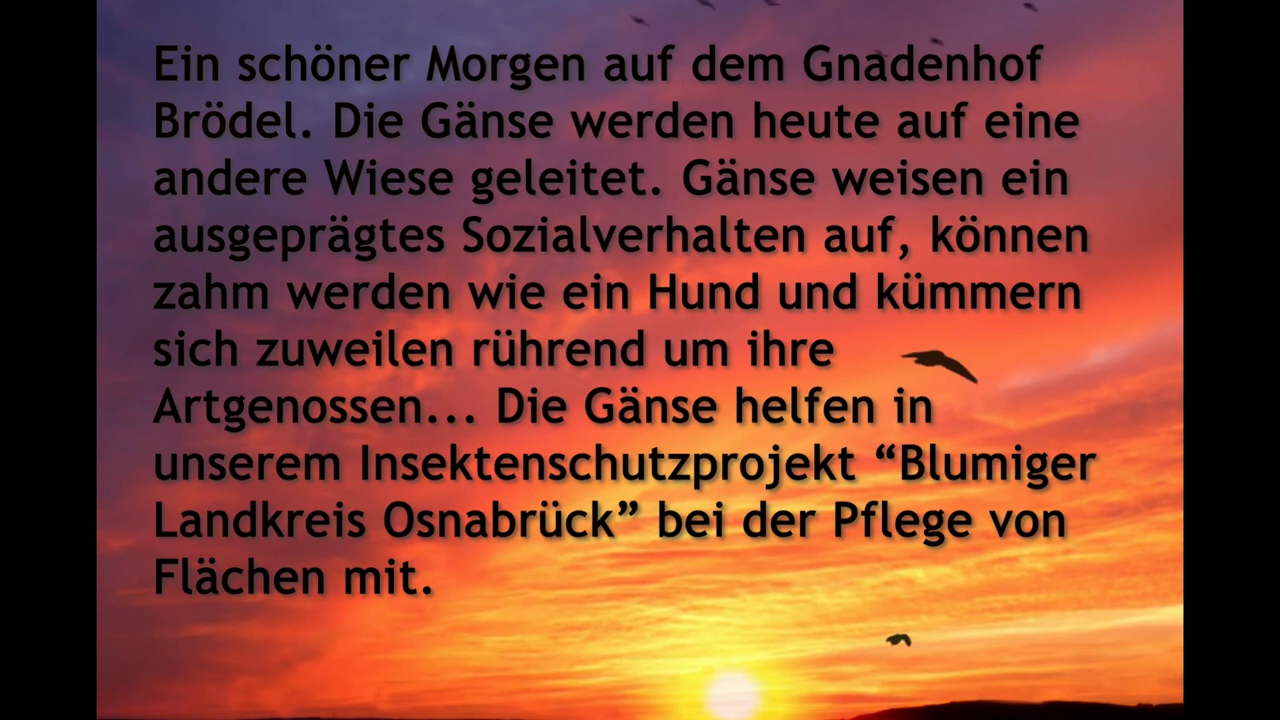 Ein schöner Morgen auf dem Gnadenhof
Brödel. Die Gänse werden heute auf eine
andere Wiese geleitet. Gänse weisen ein
ausgeprägtes Sozialverhalten auf, können
zahm werden wie ein Hund und kümmern
sich zuweilen rührend um ihre
Artgenossen... Die Gänse helfen in
unserem Insektenschutzprojekt “Blumiger
Landkreis Osnabrück” bei der Pflege von
Flächen mit.